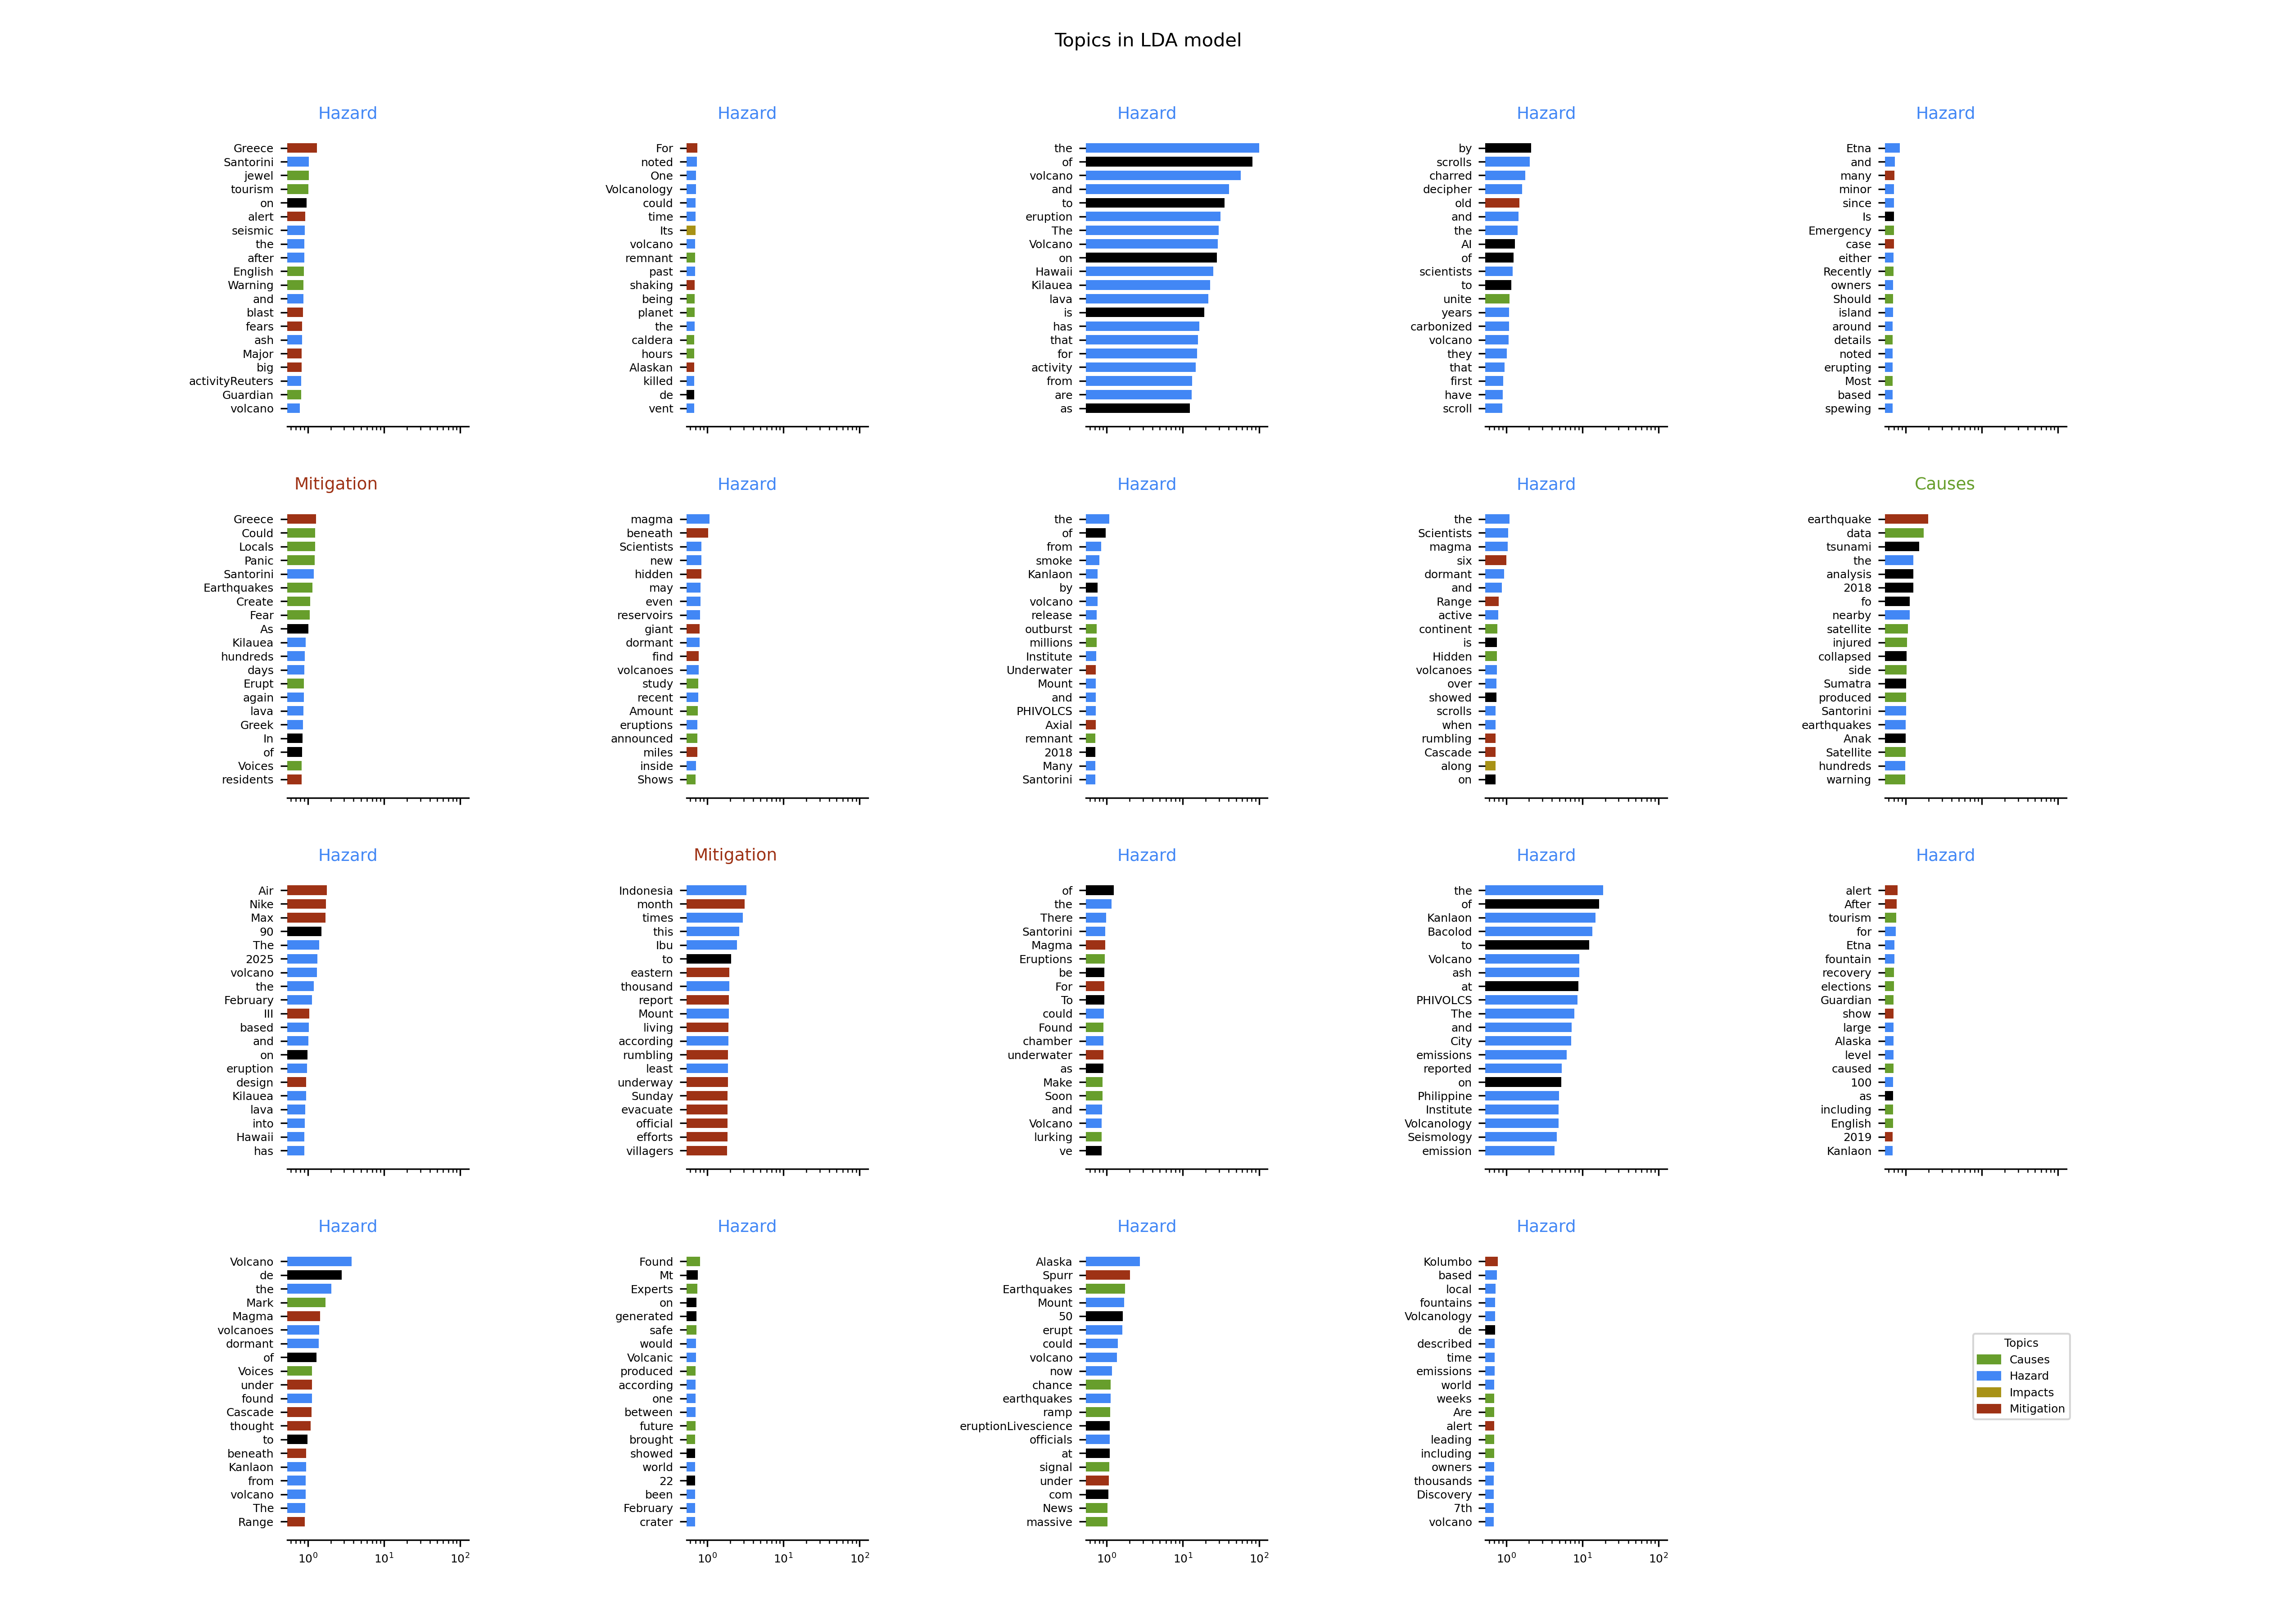 Topics in LDA model
Hazard
Greece
Santorini
jewel
tourism
on
alert
seismic
the
after
English
Warning
and
blast
fears
ash
Major
big
activityReuters
Guardian
volcano
Hazard
For
noted
One
Volcanology
could
time
Its
volcano
remnant
past
shaking
being
planet
the
caldera
hours
Alaskan
killed
de
vent
Hazard
the
of
volcano
and
to
eruption
The
Volcano
on
Hawaii
Kilauea
lava
is
has
that
for
activity
from
are
as
Hazard
by
scrolls
charred
decipher
old
and
the
AI
of
scientists
to
unite
years
carbonized
volcano
they
that
first
have
scroll
Hazard
Etna
and
many
minor
since
Is
Emergency
case
either
Recently
owners
Should
island
around
details
noted
erupting
Most
based
spewing
Mitigation
Greece
Could
Locals
Panic
Santorini
Earthquakes
Create
Fear
As
Kilauea
hundreds
days
Erupt
again
lava
Greek
In
of
Voices
residents
Hazard
magma
beneath
Scientists
new
hidden
may
even
reservoirs
giant
dormant
find
volcanoes
study
recent
Amount
eruptions
announced
miles
inside
Shows
Hazard
the
of
from
smoke
Kanlaon
by
volcano
release
outburst
millions
Institute
Underwater
Mount
and
PHIVOLCS
Axial
remnant
2018
Many
Santorini
Hazard
the
Scientists
magma
six
dormant
and
Range
active
continent
is
Hidden
volcanoes
over
showed
scrolls
when
rumbling
Cascade
along
on
Causes
earthquake
data
tsunami
the
analysis
2018
fo
nearby
satellite
injured
collapsed
side
Sumatra
produced
Santorini
earthquakes
Anak
Satellite
hundreds
warning
Hazard
Air
Nike
Max
90
The
2025
volcano
the
February
III
based
and
on
eruption
design
Kilauea
lava
into
Hawaii
has
Mitigation
Indonesia
month
times
this
Ibu
to
eastern
thousand
report
Mount
living
according
rumbling
least
underway
Sunday
evacuate
official
efforts
villagers
Hazard
of
the
There
Santorini
Magma
Eruptions
be
For
To
could
Found
chamber
underwater
as
Make
Soon
and
Volcano
lurking
ve
Hazard
the
of
Kanlaon
Bacolod
to
Volcano
ash
at
PHIVOLCS
The
and
City
emissions
reported
on
Philippine
Institute
Volcanology
Seismology
emission
Hazard
alert
After
tourism
for
Etna
fountain
recovery
elections
Guardian
show
large
Alaska
level
caused
100
as
including
English
2019
Kanlaon
Hazard
Volcano
de
the
Mark
Magma
volcanoes
dormant
of
Voices
under
found
Cascade
thought
to
beneath
Kanlaon
from
volcano
The
Range
10⁰ 10¹ 10²
Hazard
Found
Mt
Experts
on
generated
safe
would
Volcanic
produced
according
one
between
future
brought
showed
world
22
been
February
crater
10⁰ 10¹ 10²
Hazard
Alaska
Spurr
Earthquakes
Mount
50
erupt
could
volcano
now
chance
earthquakes
ramp
eruptionLivescience
officials
at
signal
under
com
News
massive
10⁰ 10¹ 10²
Hazard
Kolumbo
based
local
fountains
Volcanology
de
described
time
emissions
world
weeks
Are
alert
leading
including
owners
thousands
Discovery
7th
volcano
10⁰ 10¹ 10²
Topics
Causes
Hazard
Impacts
Mitigation